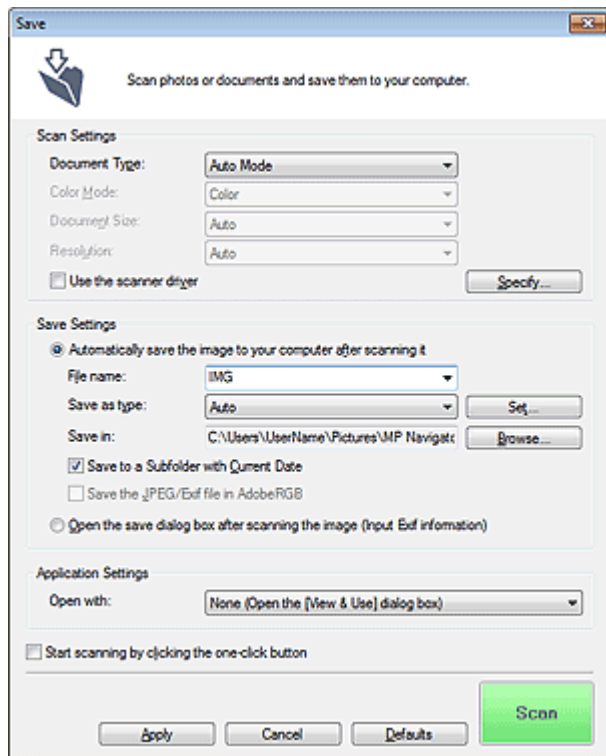 Save
Scan photos or documents and save them to your computer.
Scan Settings
Document Type: Auto Mode
Color Mode: Color
Document Size: Auto
Resolution: Auto
Use the scanner driver Specify...
Save Settings
Automatically save the image to your computer after scanning it
File name: IMG
Save as type: Auto Set...
Save in: C:\Users\UserName\Pictures\MP Navigato Browse...
Save to a Subfolder with Current Date
Save the JPEG/Exif file in AdobeRGB
Open the save dialog box after scanning the image (Input Exif information)
Application Settings
Open with: None (Open the [View & Use] dialog box)
Start scanning by clicking the one-click button
Scan
Apply Cancel Defaults